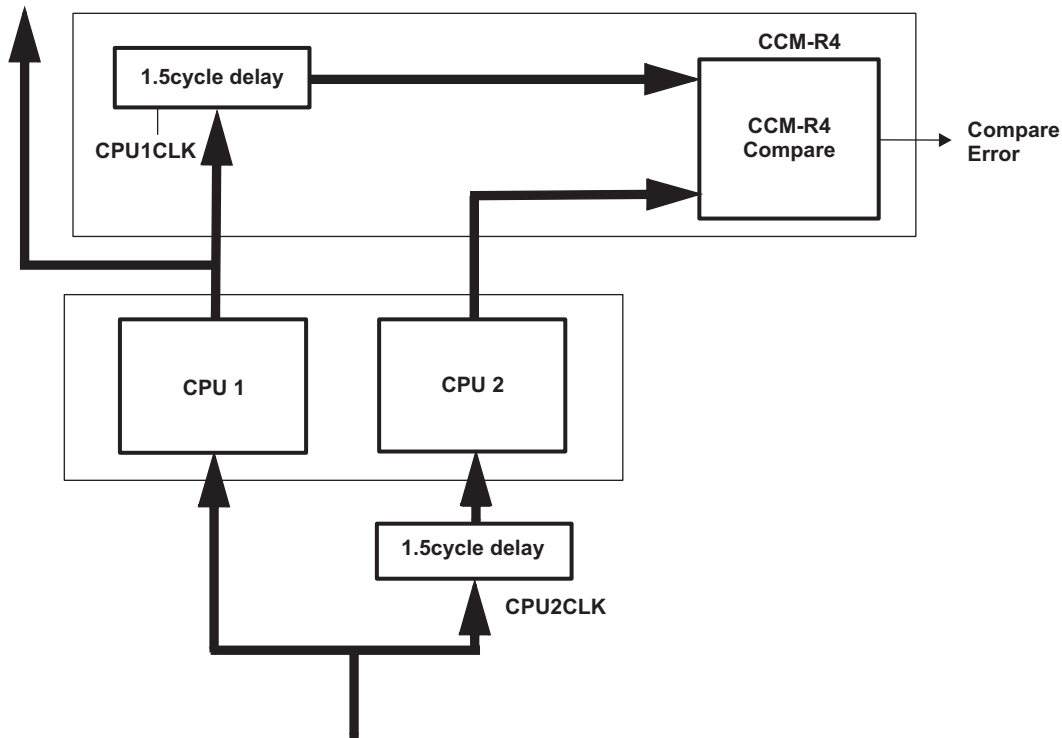 CCM-R4
1.5cycle delay
CPU1CLK
CCM-R4
Compare
Compare
Error
CPU 1
CPU 2
1.5cycle delay
CPU2CLK